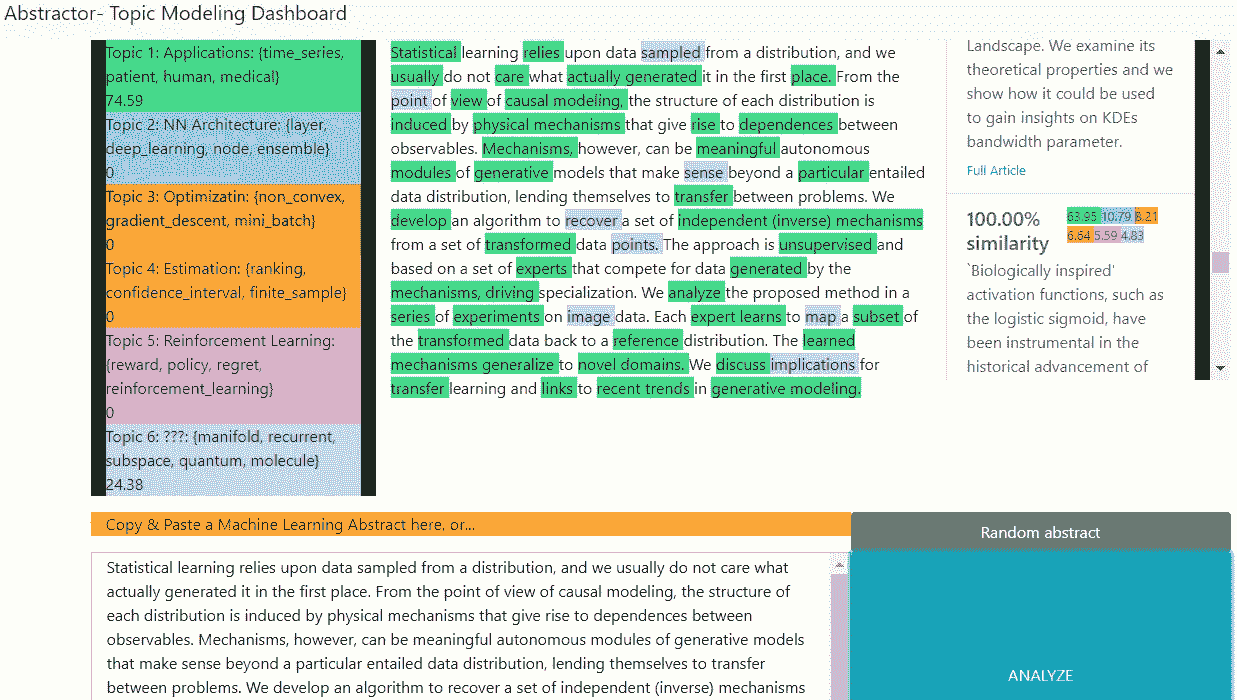 Abstractor- Topic Modeling Dashboard
Topic 1: Applications: {time_series,
patient, human, medical}
74.59
Topic 2: NN Architecture: {layer,
deep_learning, node, ensemble}
0
Topic 3: Optimizatin: {non_convex,
gradient_descent, mini_batch}
0
Topic 4: Estimation: {ranking,
confidence_interval, finite_sample}
0
Topic 5: Reinforcement Learning:
{reward, policy, regret,
reinforcement_learning}
0
Topic 6: ???: {manifold, recurrent,
subspace, quantum, molecule}
24.38
Statistical learning relies upon data sampled from a distribution, and we
usually do not care what actually generated it in the first place. From the
point of view of causal modeling, the structure of each distribution is
induced by physical mechanisms that give rise to dependences between
observables. Mechanisms, however, can be meaningful autonomous
modules of generative models that make sense beyond a particular entailed
data distribution, lending themselves to transfer between problems. We
develop an algorithm to recover a set of independent (inverse) mechanisms
from a set of transformed data points. The approach is unsupervised and
based on a set of experts that compete for data generated by the
mechanisms, driving specialization. We analyze the proposed method in a
series of experiments on image data. Each expert learns to map a subset of
the transformed data back to a reference distribution. The learned
mechanisms generalize to novel domains. We discuss implications for
transfer learning and links to recent trends in generative modeling.
Landscape. We examine its
theoretical properties and we
show how it could be used
to gain insights on KDEs
bandwidth parameter.
Full Article
100.00%
similarity
63.95 10.79 8.21
6.64 5.59 4.83
`Biologically inspired'
activation functions, such as
the logistic sigmoid, have
been instrumental in the
historical advancement of
Copy & Paste a Machine Learning Abstract here, or...
Random abstract
Statistical learning relies upon data sampled from a distribution, and we usually do not care what
actually generated it in the first place. From the point of view of causal modeling, the structure of
each distribution is induced by physical mechanisms that give rise to dependences between
observables. Mechanisms, however, can be meaningful autonomous modules of generative models
that make sense beyond a particular entailed data distribution, lending themselves to transfer
between problems. We develop an algorithm to recover a set of independent (inverse) mechanisms
ANALYZE